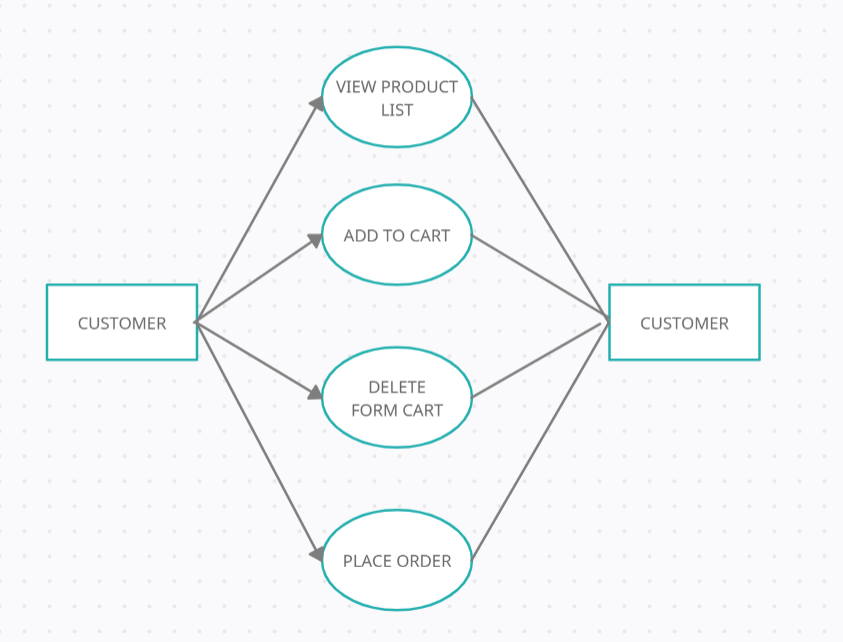 VIEW PRODUCT
LIST
ADD TO CART
CUSTOMER
CUSTOMER
DELETE
FORM CART
PLACE ORDER